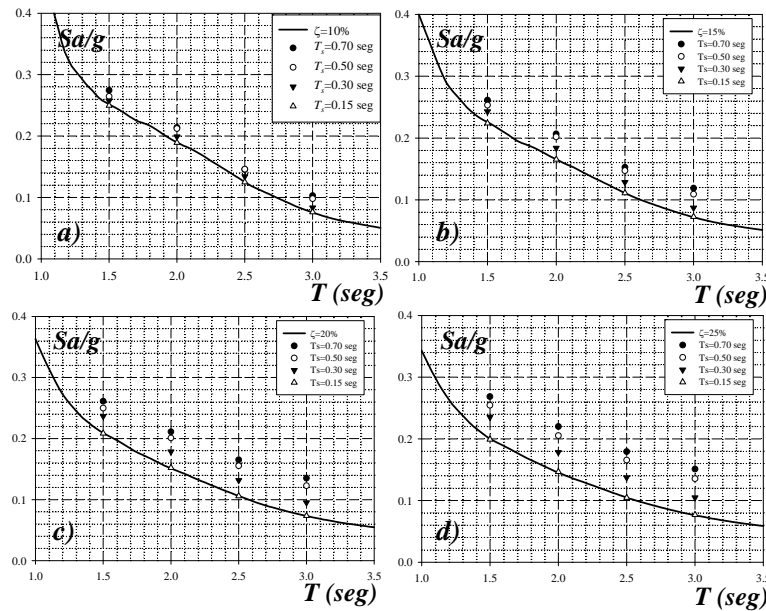 0.4
0.3
0.2
0.1
0.0
Sa/g
ζ=10%
Ts=0.70 seg
Ts=0.50 seg
Ts=0.30 seg
Ts=0.15 seg
a)
1.0 1.5 2.0 2.5 3.0 3.5
T (seg)
0.4
0.3
0.2
0.1
0.0
Sa/g
ζ=15%
Ts=0.70 seg
Ts=0.50 seg
Ts=0.30 seg
Ts=0.15 seg
b)
1.0 1.5 2.0 2.5 3.0 3.5
T (seg)
0.4
0.3
0.2
0.1
0.0
Sa/g
ζ=20%
Ts=0.70 seg
Ts=0.50 seg
Ts=0.30 seg
Ts=0.15 seg
c)
1.0 1.5 2.0 2.5 3.0 3.5
T (seg)
0.4
0.3
0.2
0.1
0.0
Sa/g
ζ=25%
Ts=0.70 seg
Ts=0.50 seg
Ts=0.30 seg
Ts=0.15 seg
d)
1.0 1.5 2.0 2.5 3.0 3.5
T (seg)